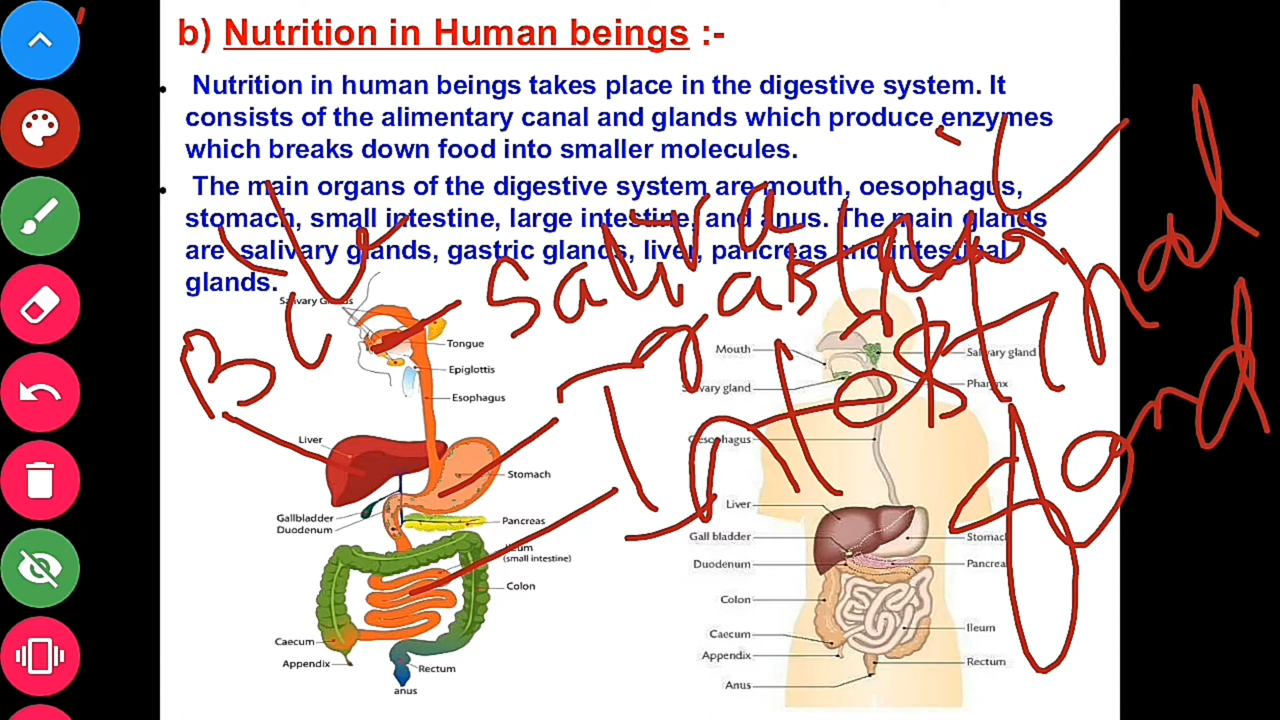 b) Nutrition in Human beings :-
• Nutrition in human beings takes place in the digestive system. It
consists of the alimentary canal and glands which produce enzymes
which breaks down food into smaller molecules.
• The main organs of the digestive system are mouth, oesophagus,
stomach, small intestine, large intestine, and anus. The main glands
are salivary glands, gastric glands, liver, pancreas and intestinal
glands.
Saliva
Intestinal
Salivary Glands
Tongue
Epiglottis
Esophagus
Liver
Stomach
Gallbladder
Duodenum
Pancreas
Ileum
(small intestine)
Colon
Caecum
Appendix
Rectum
anus
Mouth
Salivary gland
Salivary gland
Pharynx
Oesophagus
Liver
Gall bladder
Stomach
Duodenum
Pancrea
Colon
Ileum
Caecum
Appendix
Rectum
Anus